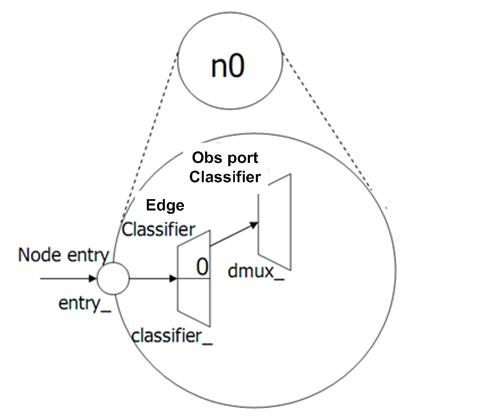 n0
Obs port
Classifier
Edge
Classifier
Node entry
0
dmux_
entry_
classifier_